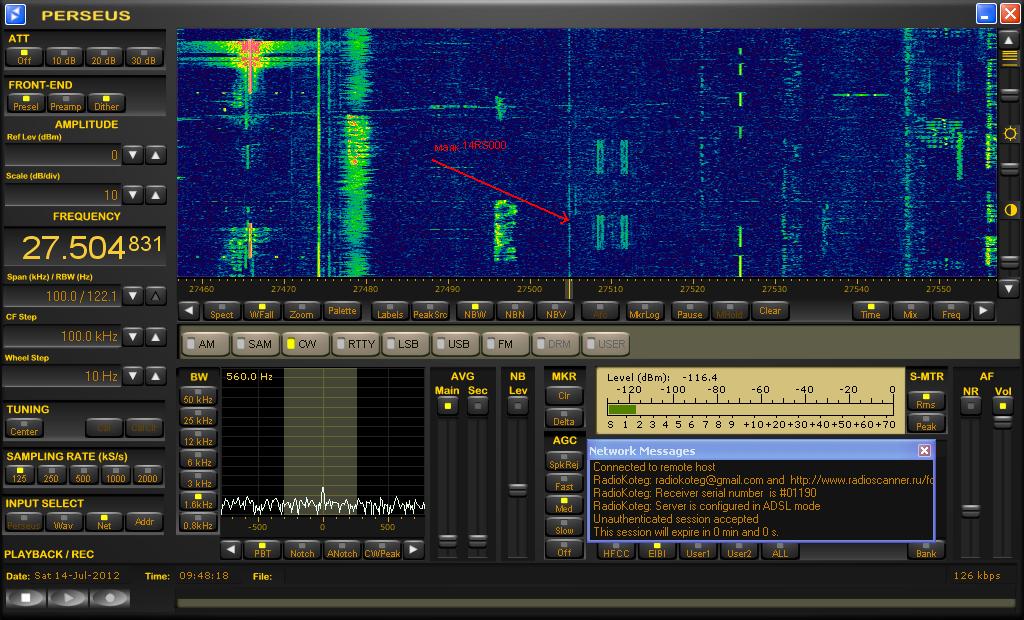 PERSEUS
ATT
Off 10 dB 20 dB 30 dB
FRONT-END
Presel Preamp Dither
AMPLITUDE
Ref Lev (dBm)
0
Scale (dB/div)
10
FREQUENCY
27.504831
Span (kHz) / RBW (Hz)
100.0 / 122.1
CF Step
100.0 kHz
Wheel Step
10 Hz
TUNING
Center Cal CalClr
SAMPLING RATE (kS/s)
125 250 500 1000 2000
INPUT SELECT
Perseus Wav Net Addr
маяк 14RS000
27460 27470 27480 27490 27500 27510 27520 27530 27540 27550
Spect WFall Zoom Palette Labels PeakSrc NBW NBN NBV Arc MkrLog Pause MHold Clear Time Mix Freq
AM SAM CW RTTY LSB USB FM DRM USER
BW
50 kHz
25 kHz
12 kHz
6 kHz
3 kHz
1.6kHz
0.8kHz
560.0 Hz
-500 0 500
PBT Notch ANotch CWPeak
AVG
Main Sec
NB
Lev
MKR
Clr
Delta
AGC
SpkRej
Fast
Med
Slow
Off
Level (dBm): -116.4
-120 -100 -80 -60 -40 -20 0
S 1 2 3 4 5 6 7 8 9 +10+20+30+40+50+60+70
S-MTR
Rms
Peak
AF
NR Vol
Network Messages
Connected to remote host
RadioKoteg: radiokoteg@gmail.com and http://www.radioscanner.ru/fo
RadioKoteg: Receiver serial number is #01190
RadioKoteg: Server is configured in ADSL mode
Unauthenticated session accepted
This session will expire in 0 min and 0 s.
HFCC EIBI User1 User2 ALL Bank
PLAYBACK / REC
Date: Sat 14-Jul-2012 Time: 09:48:18 File: 126 kbps